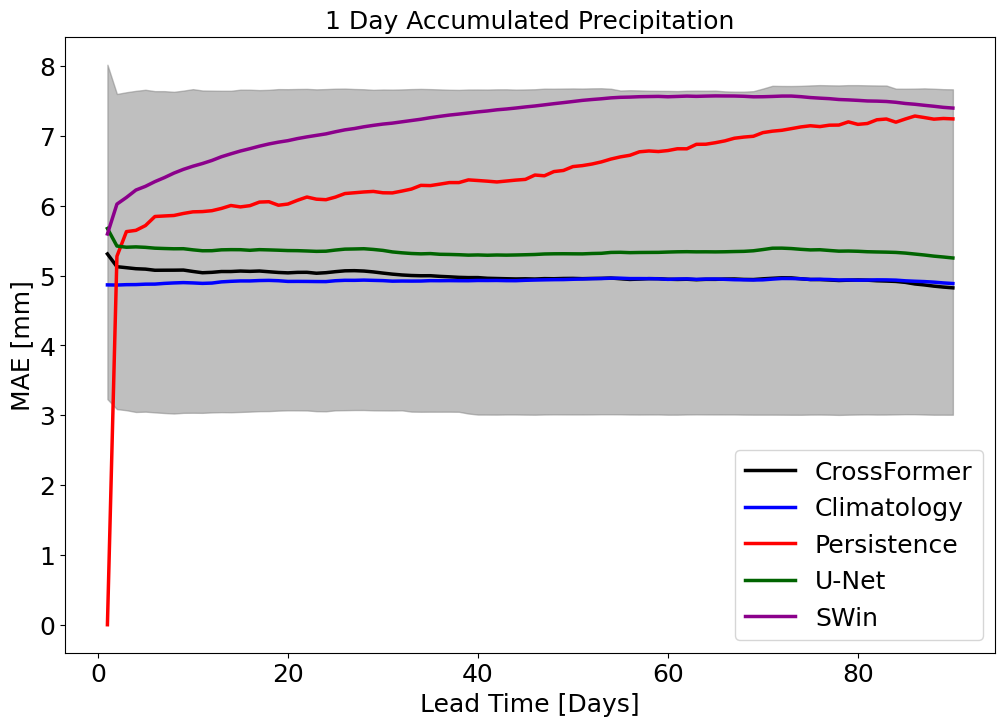 1 Day Accumulated Precipitation
MAE [mm]
8
7
6
5
4
3
2
1
0
0 20 40 60 80
Lead Time [Days]
CrossFormer
Climatology
Persistence
U-Net
SWin